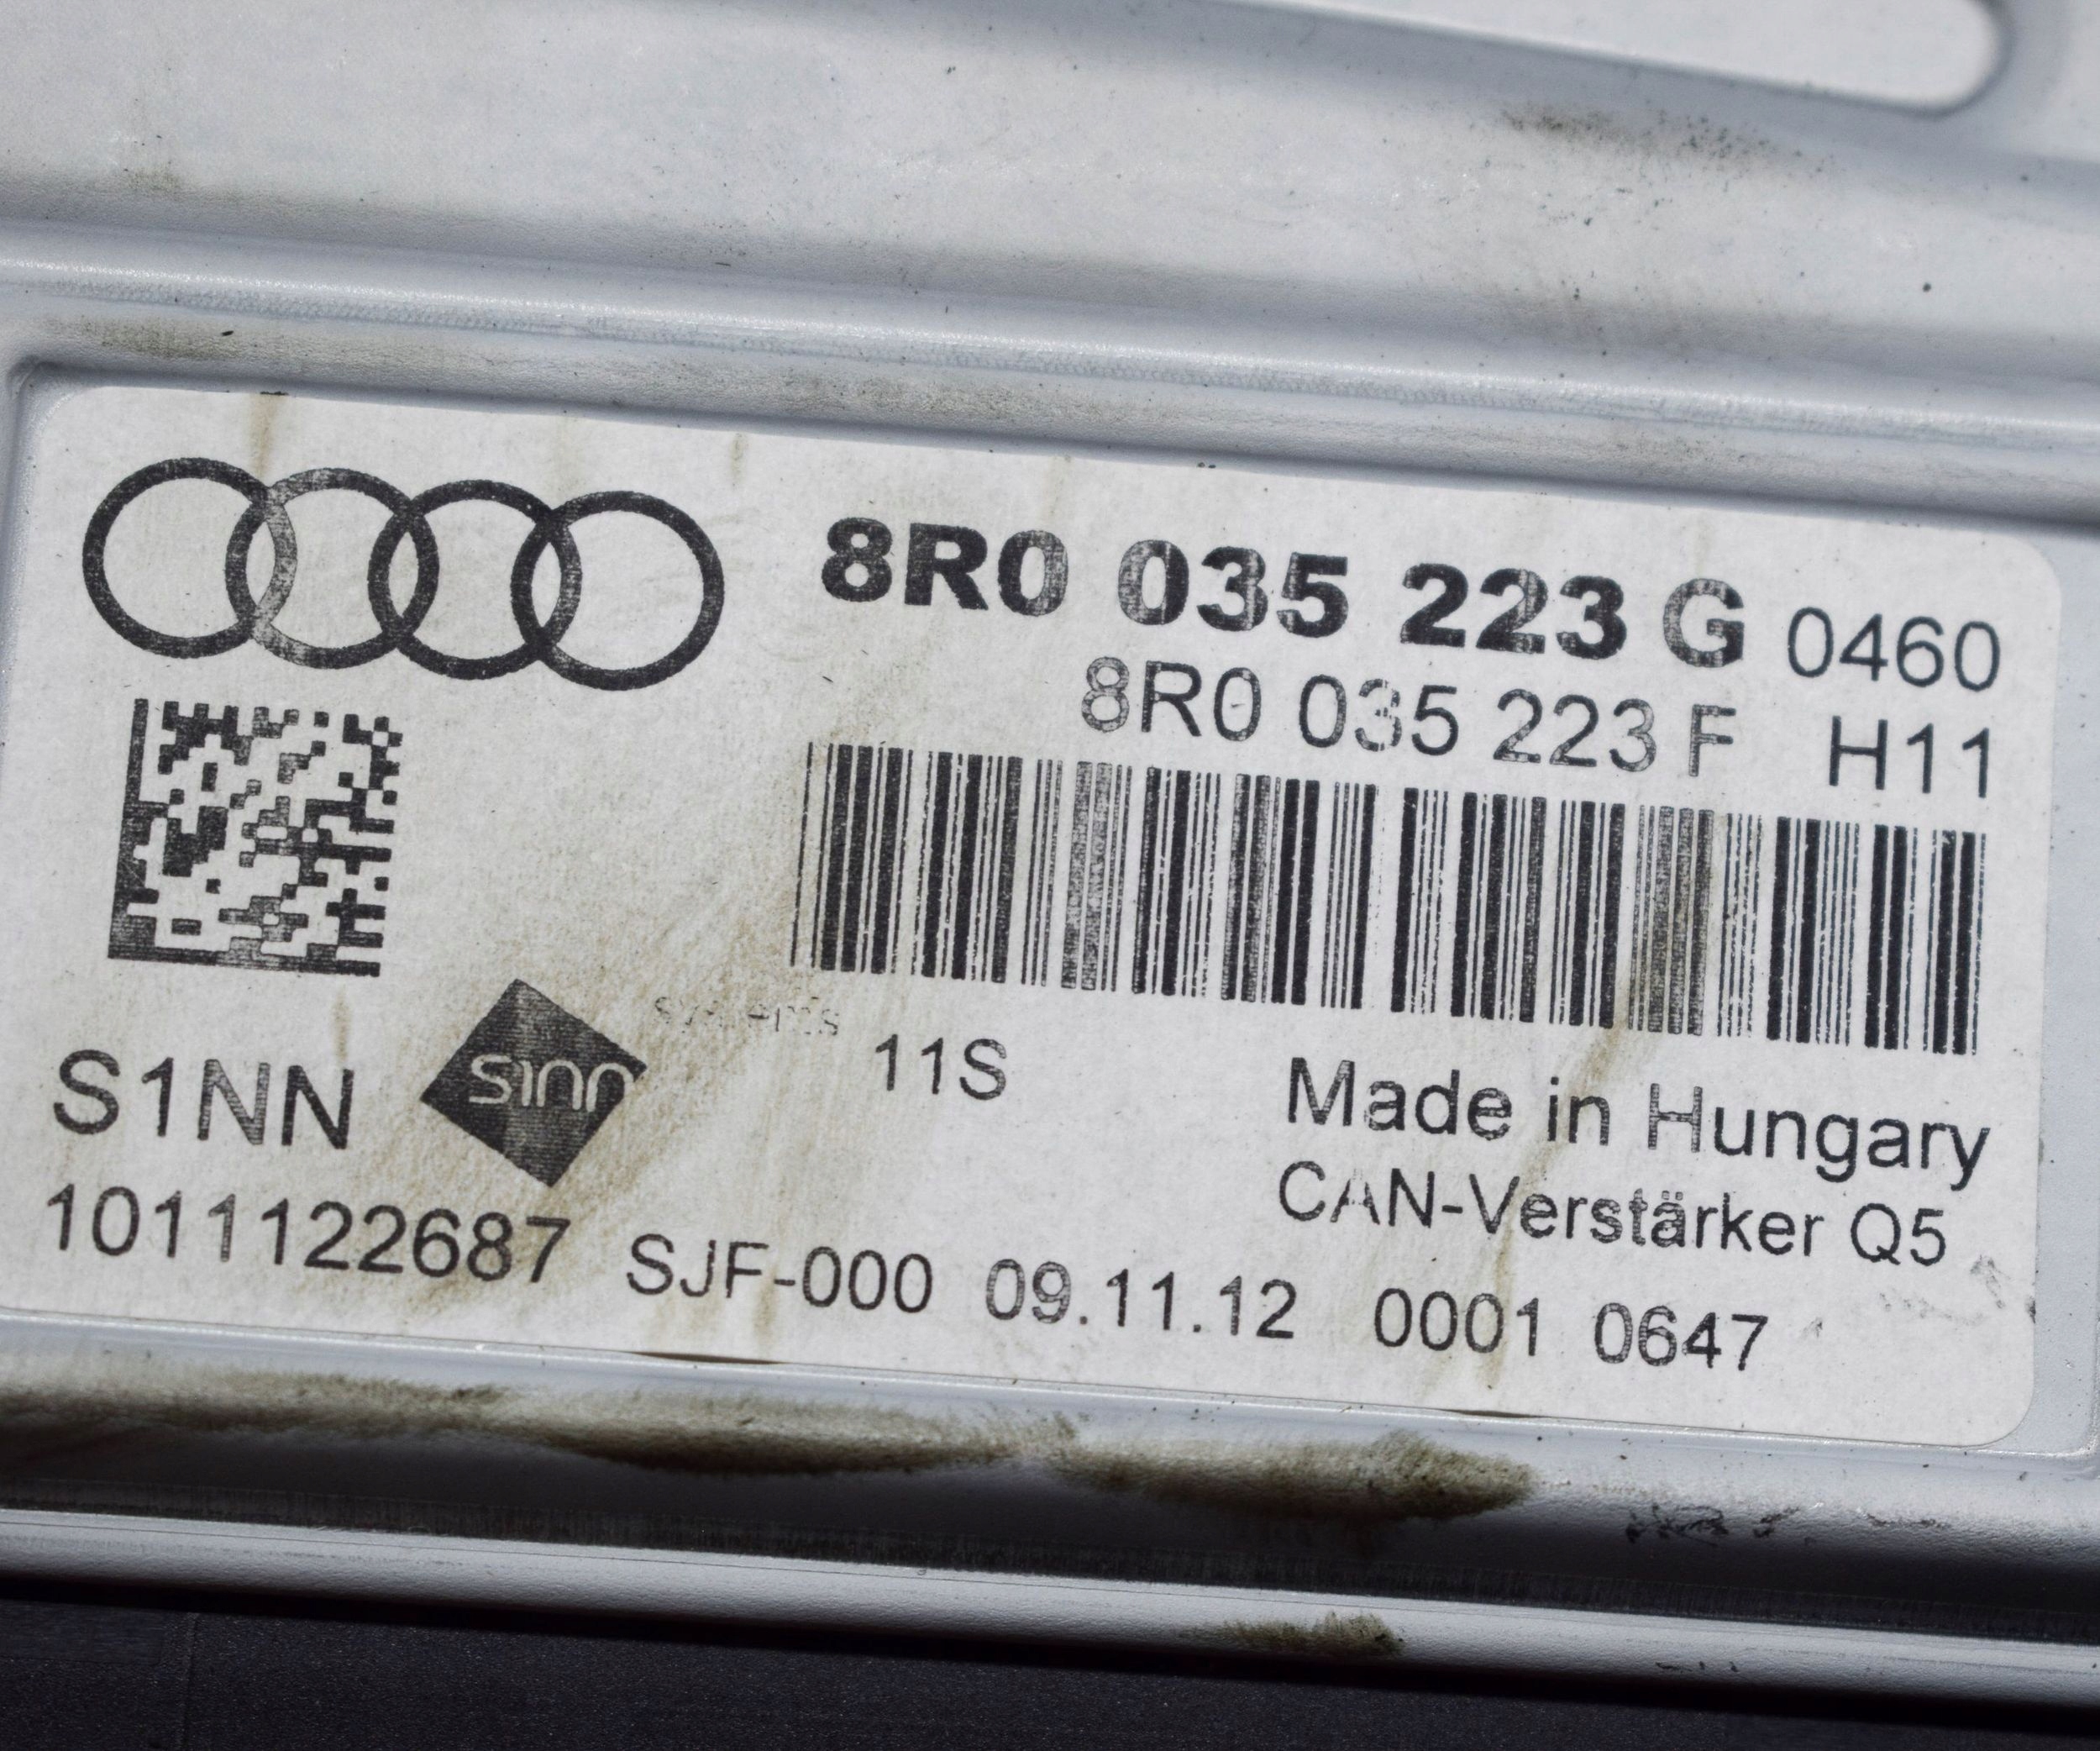 8R0 035 223 G 0460
8R0 035 223 F H11
S1NN sinn 11S
Made in Hungary
CAN-Verstärker Q5
1011122687 SJF-000 09.11.12 0001 0647